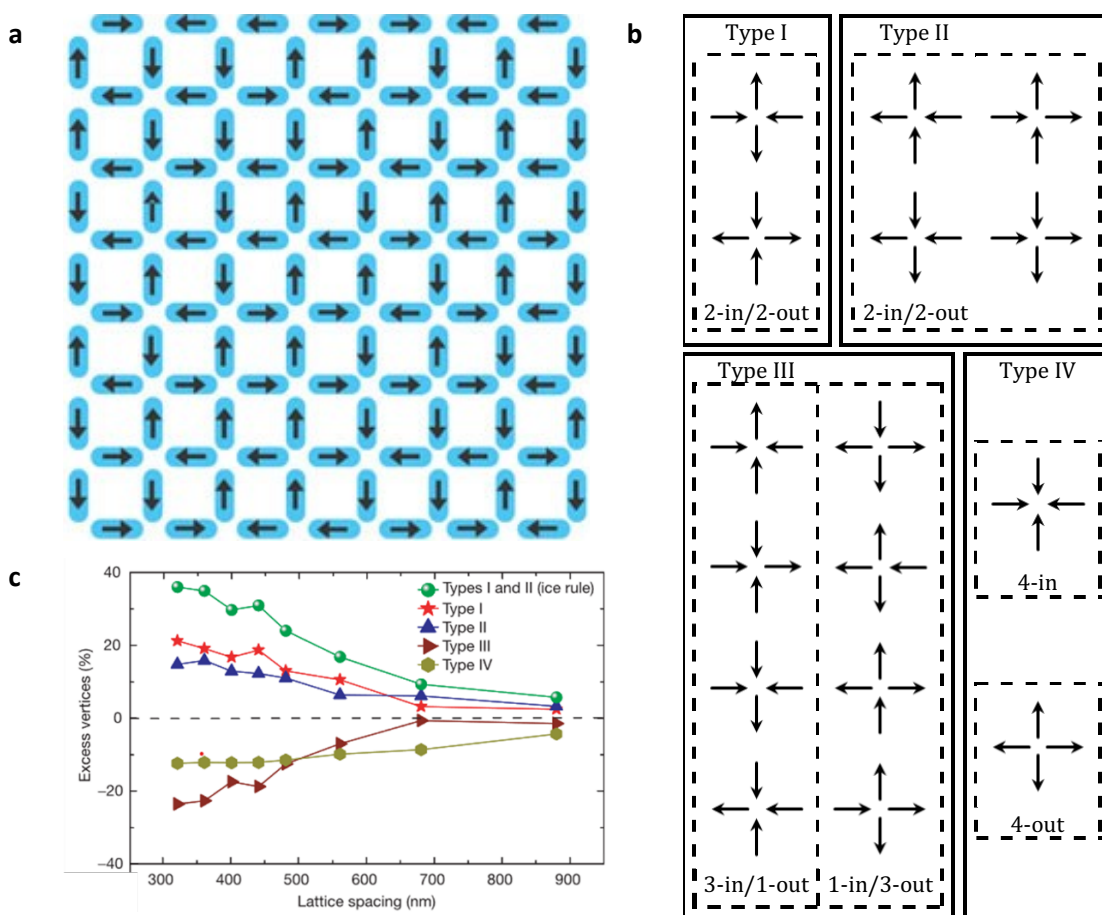 a
b
Type I
Type II
2-in/2-out
2-in/2-out
Type III
Type IV
4-in
4-out
3-in/1-out
1-in/3-out
c
40
20
0
−20
−40
Excess vertices (%)
Types I and II (ice rule)
Type I
Type II
Type III
Type IV
300 400 500 600 700 800 900
Lattice spacing (nm)